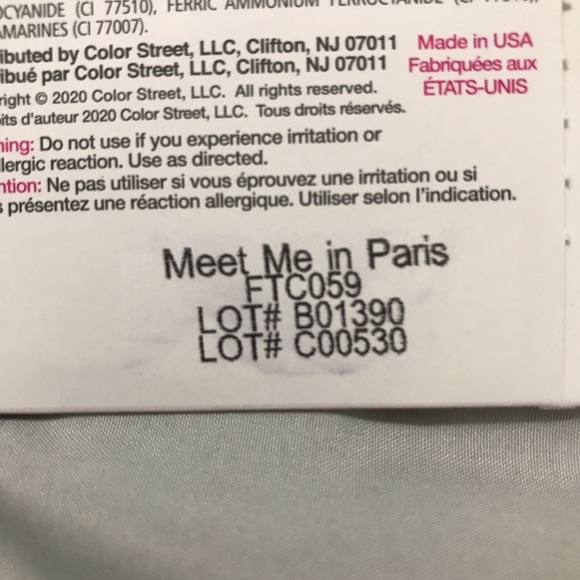 OCYANIDE (CI 77510), FERRIC AMMONIUM
AMARINES (CI 77007).
ibuted by Color Street, LLC, Clifton, NJ 07011
ibué par Color Street, LLC, Clifton, NJ 07011
Made in USA
Fabriquées aux
ÉTATS-UNIS
right © 2020 Color Street, LLC. All rights reserved.
its d'auteur 2020 Color Street, LLC. Tous droits réservés.
ning: Do not use if you experience irritation or
llergic reaction. Use as directed.
ntion: Ne pas utiliser si vous éprouvez une irritation ou si
s présentez une réaction allergique. Utiliser selon l'indication.
Meet Me in Paris
FTC059
LOT# B01390
LOT# C00530